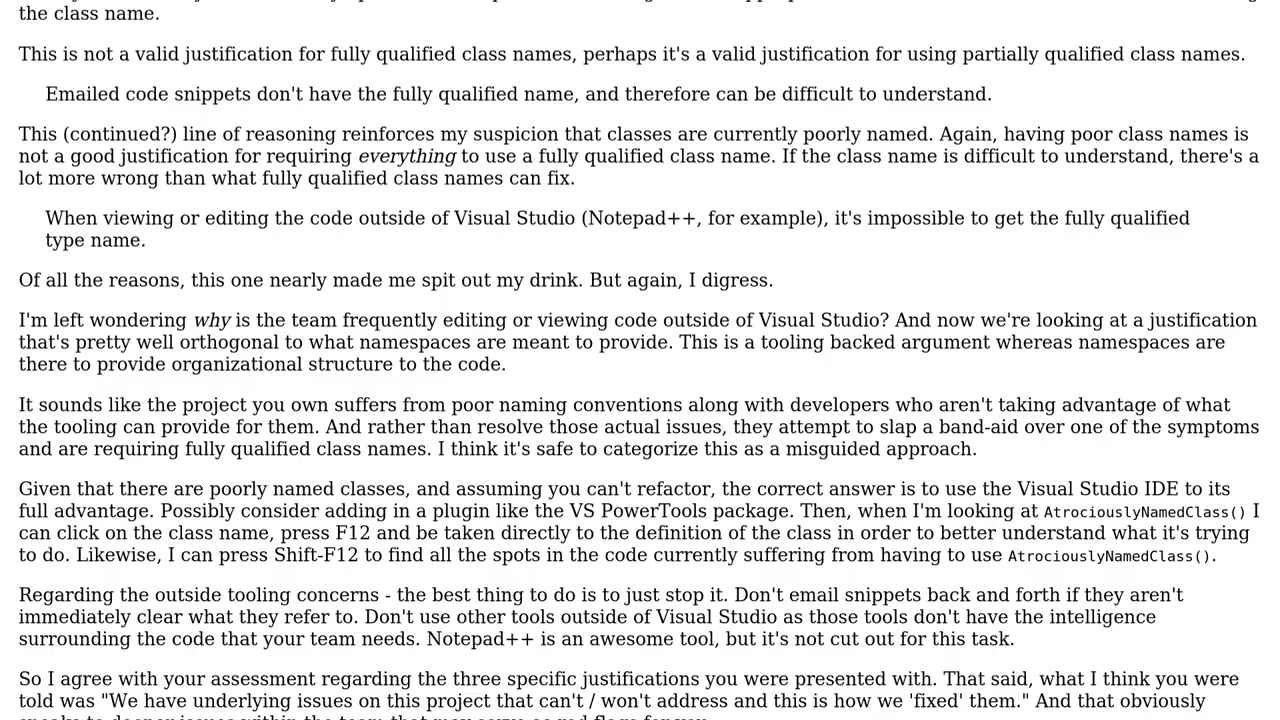 the class name.
This is not a valid justification for fully qualified class names, perhaps it's a valid justification for using partially qualified class names.
Emailed code snippets don't have the fully qualified name, and therefore can be difficult to understand.
This (continued?) line of reasoning reinforces my suspicion that classes are currently poorly named. Again, having poor class names is
not a good justification for requiring everything to use a fully qualified class name. If the class name is difficult to understand, there's a
lot more wrong than what fully qualified class names can fix.
When viewing or editing the code outside of Visual Studio (Notepad++, for example), it's impossible to get the fully qualified
type name.
Of all the reasons, this one nearly made me spit out my drink. But again, I digress.
I'm left wondering why is the team frequently editing or viewing code outside of Visual Studio? And now we're looking at a justification
that's pretty well orthogonal to what namespaces are meant to provide. This is a tooling backed argument whereas namespaces are
there to provide organizational structure to the code.
It sounds like the project you own suffers from poor naming conventions along with developers who aren't taking advantage of what
the tooling can provide for them. And rather than resolve those actual issues, they attempt to slap a band-aid over one of the symptoms
and are requiring fully qualified class names. I think it's safe to categorize this as a misguided approach.
Given that there are poorly named classes, and assuming you can't refactor, the correct answer is to use the Visual Studio IDE to its
full advantage. Possibly consider adding in a plugin like the VS PowerTools package. Then, when I'm looking at AtrociouslyNamedClass() I
can click on the class name, press F12 and be taken directly to the definition of the class in order to better understand what it's trying
to do. Likewise, I can press Shift-F12 to find all the spots in the code currently suffering from having to use AtrociouslyNamedClass().
Regarding the outside tooling concerns - the best thing to do is to just stop it. Don't email snippets back and forth if they aren't
immediately clear what they refer to. Don't use other tools outside of Visual Studio as those tools don't have the intelligence
surrounding the code that your team needs. Notepad++ is an awesome tool, but it's not cut out for this task.
So I agree with your assessment regarding the three specific justifications you were presented with. That said, what I think you were
told was "We have underlying issues on this project that can't / won't address and this is how we 'fixed' them." And that obviously